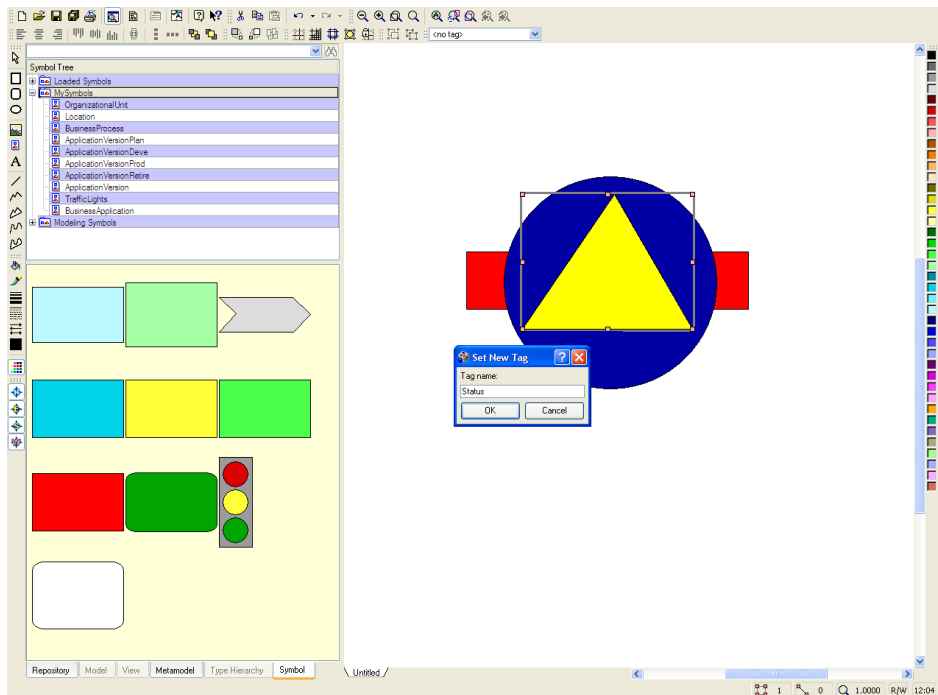 <no tag>
Symbol Tree
Loaded Symbols
MySymbols
OrganizationalUnit
Location
BusinessProcess
ApplicationVersionPlan
ApplicationVersionDeve
ApplicationVersionProd
ApplicationVersionRetire
ApplicationVersion
TrafficLights
BusinessApplication
Modeling Symbols
A
Set New Tag
Tag name:
Status
OK Cancel
Repository Model View Metamodel Type Hierarchy Symbol
Untitled
1 0 1.0000 R/W 12:04